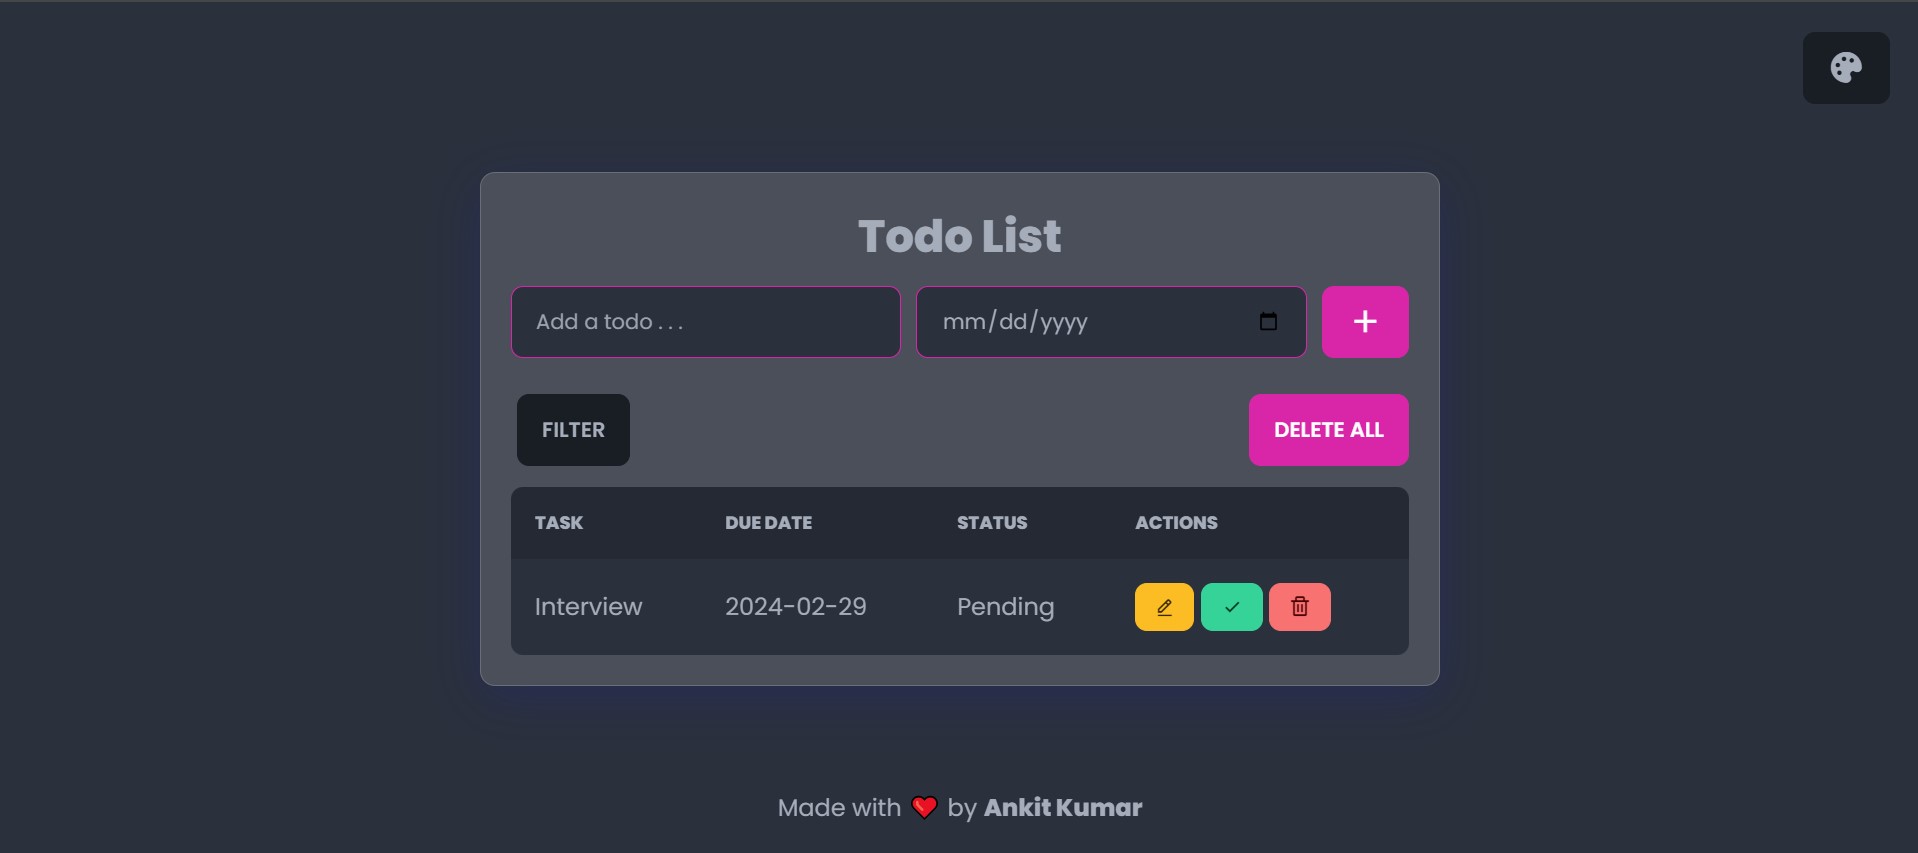 Todo List
Add a todo . . .
mm/dd/yyyy
+
FILTER
DELETE ALL
TASK DUE DATE STATUS ACTIONS
Interview 2024-02-29 Pending
Made with ❤️ by Ankit Kumar